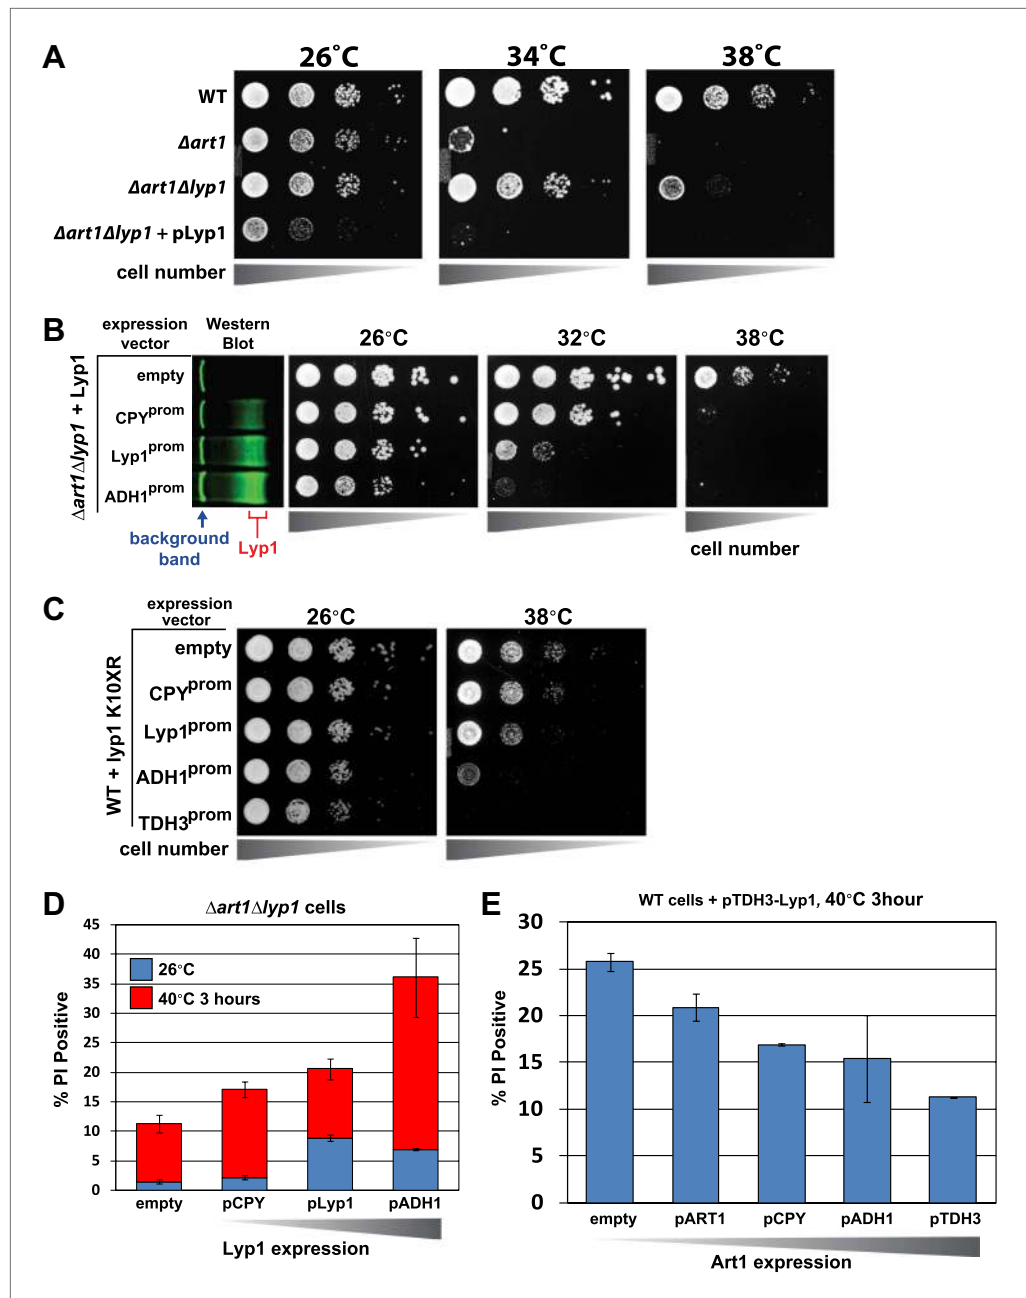 A
26°C
34°C
38°C
WT
Δart1
Δart1Δlyp1
Δart1Δlyp1 + pLyp1
cell number
B
expression vector
Western Blot
26°C
32°C
38°C
Δart1Δlyp1 + Lyp1
empty
CPYprom
Lyp1prom
ADH1prom
background band
Lyp1
cell number
C
expression vector
26°C
38°C
WT + lyp1 K10XR
empty
CPYprom
Lyp1prom
ADH1prom
TDH3prom
cell number
D
Δart1Δlyp1 cells
% PI Positive
45
40
35
30
25
20
15
10
5
0
26°C
40°C 3 hours
empty
pCPY
pLyp1
pADH1
Lyp1 expression
E
WT cells + pTDH3-Lyp1, 40°C 3hour
% PI Positive
30
25
20
15
10
5
0
empty
pART1
pCPY
pADH1
pTDH3
Art1 expression